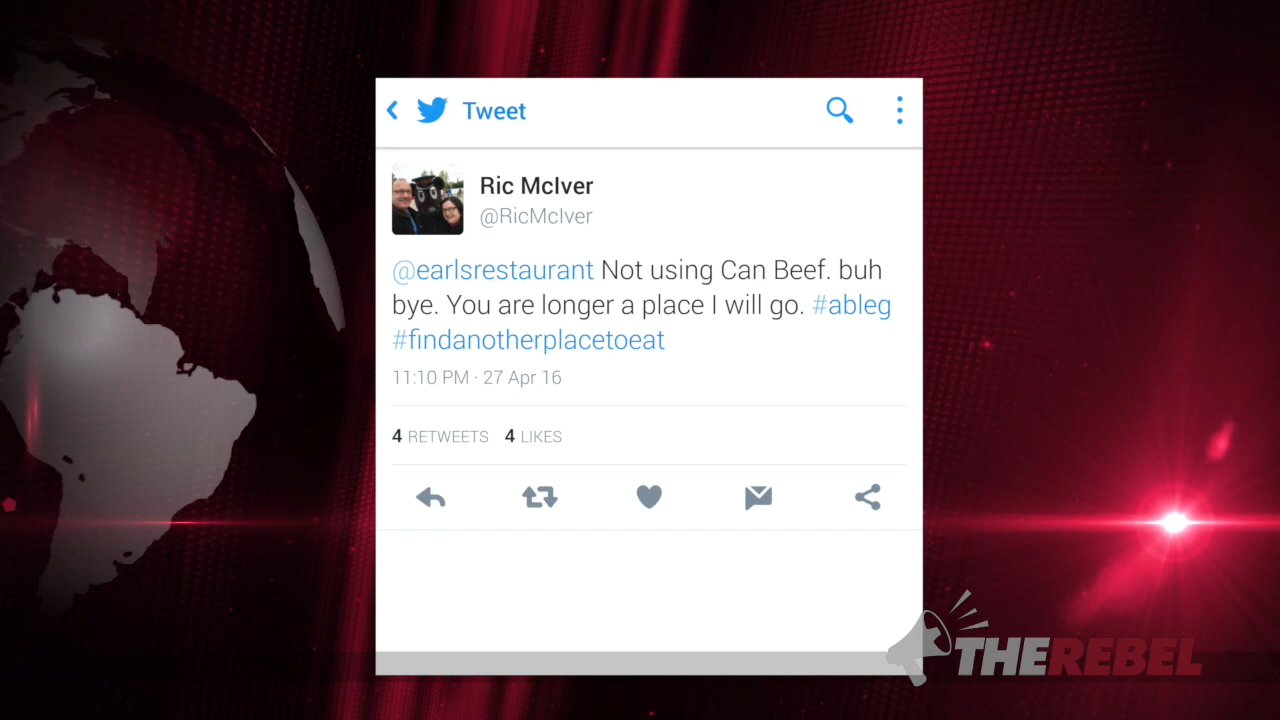 Tweet
Ric McIver
@RicMcIver
@earlsrestaurant Not using Can Beef. buh
bye. You are longer a place I will go. #ableg
#findanotherplacetoeat
11:10 PM · 27 Apr 16
4 RETWEETS 4 LIKES
THEREBEL